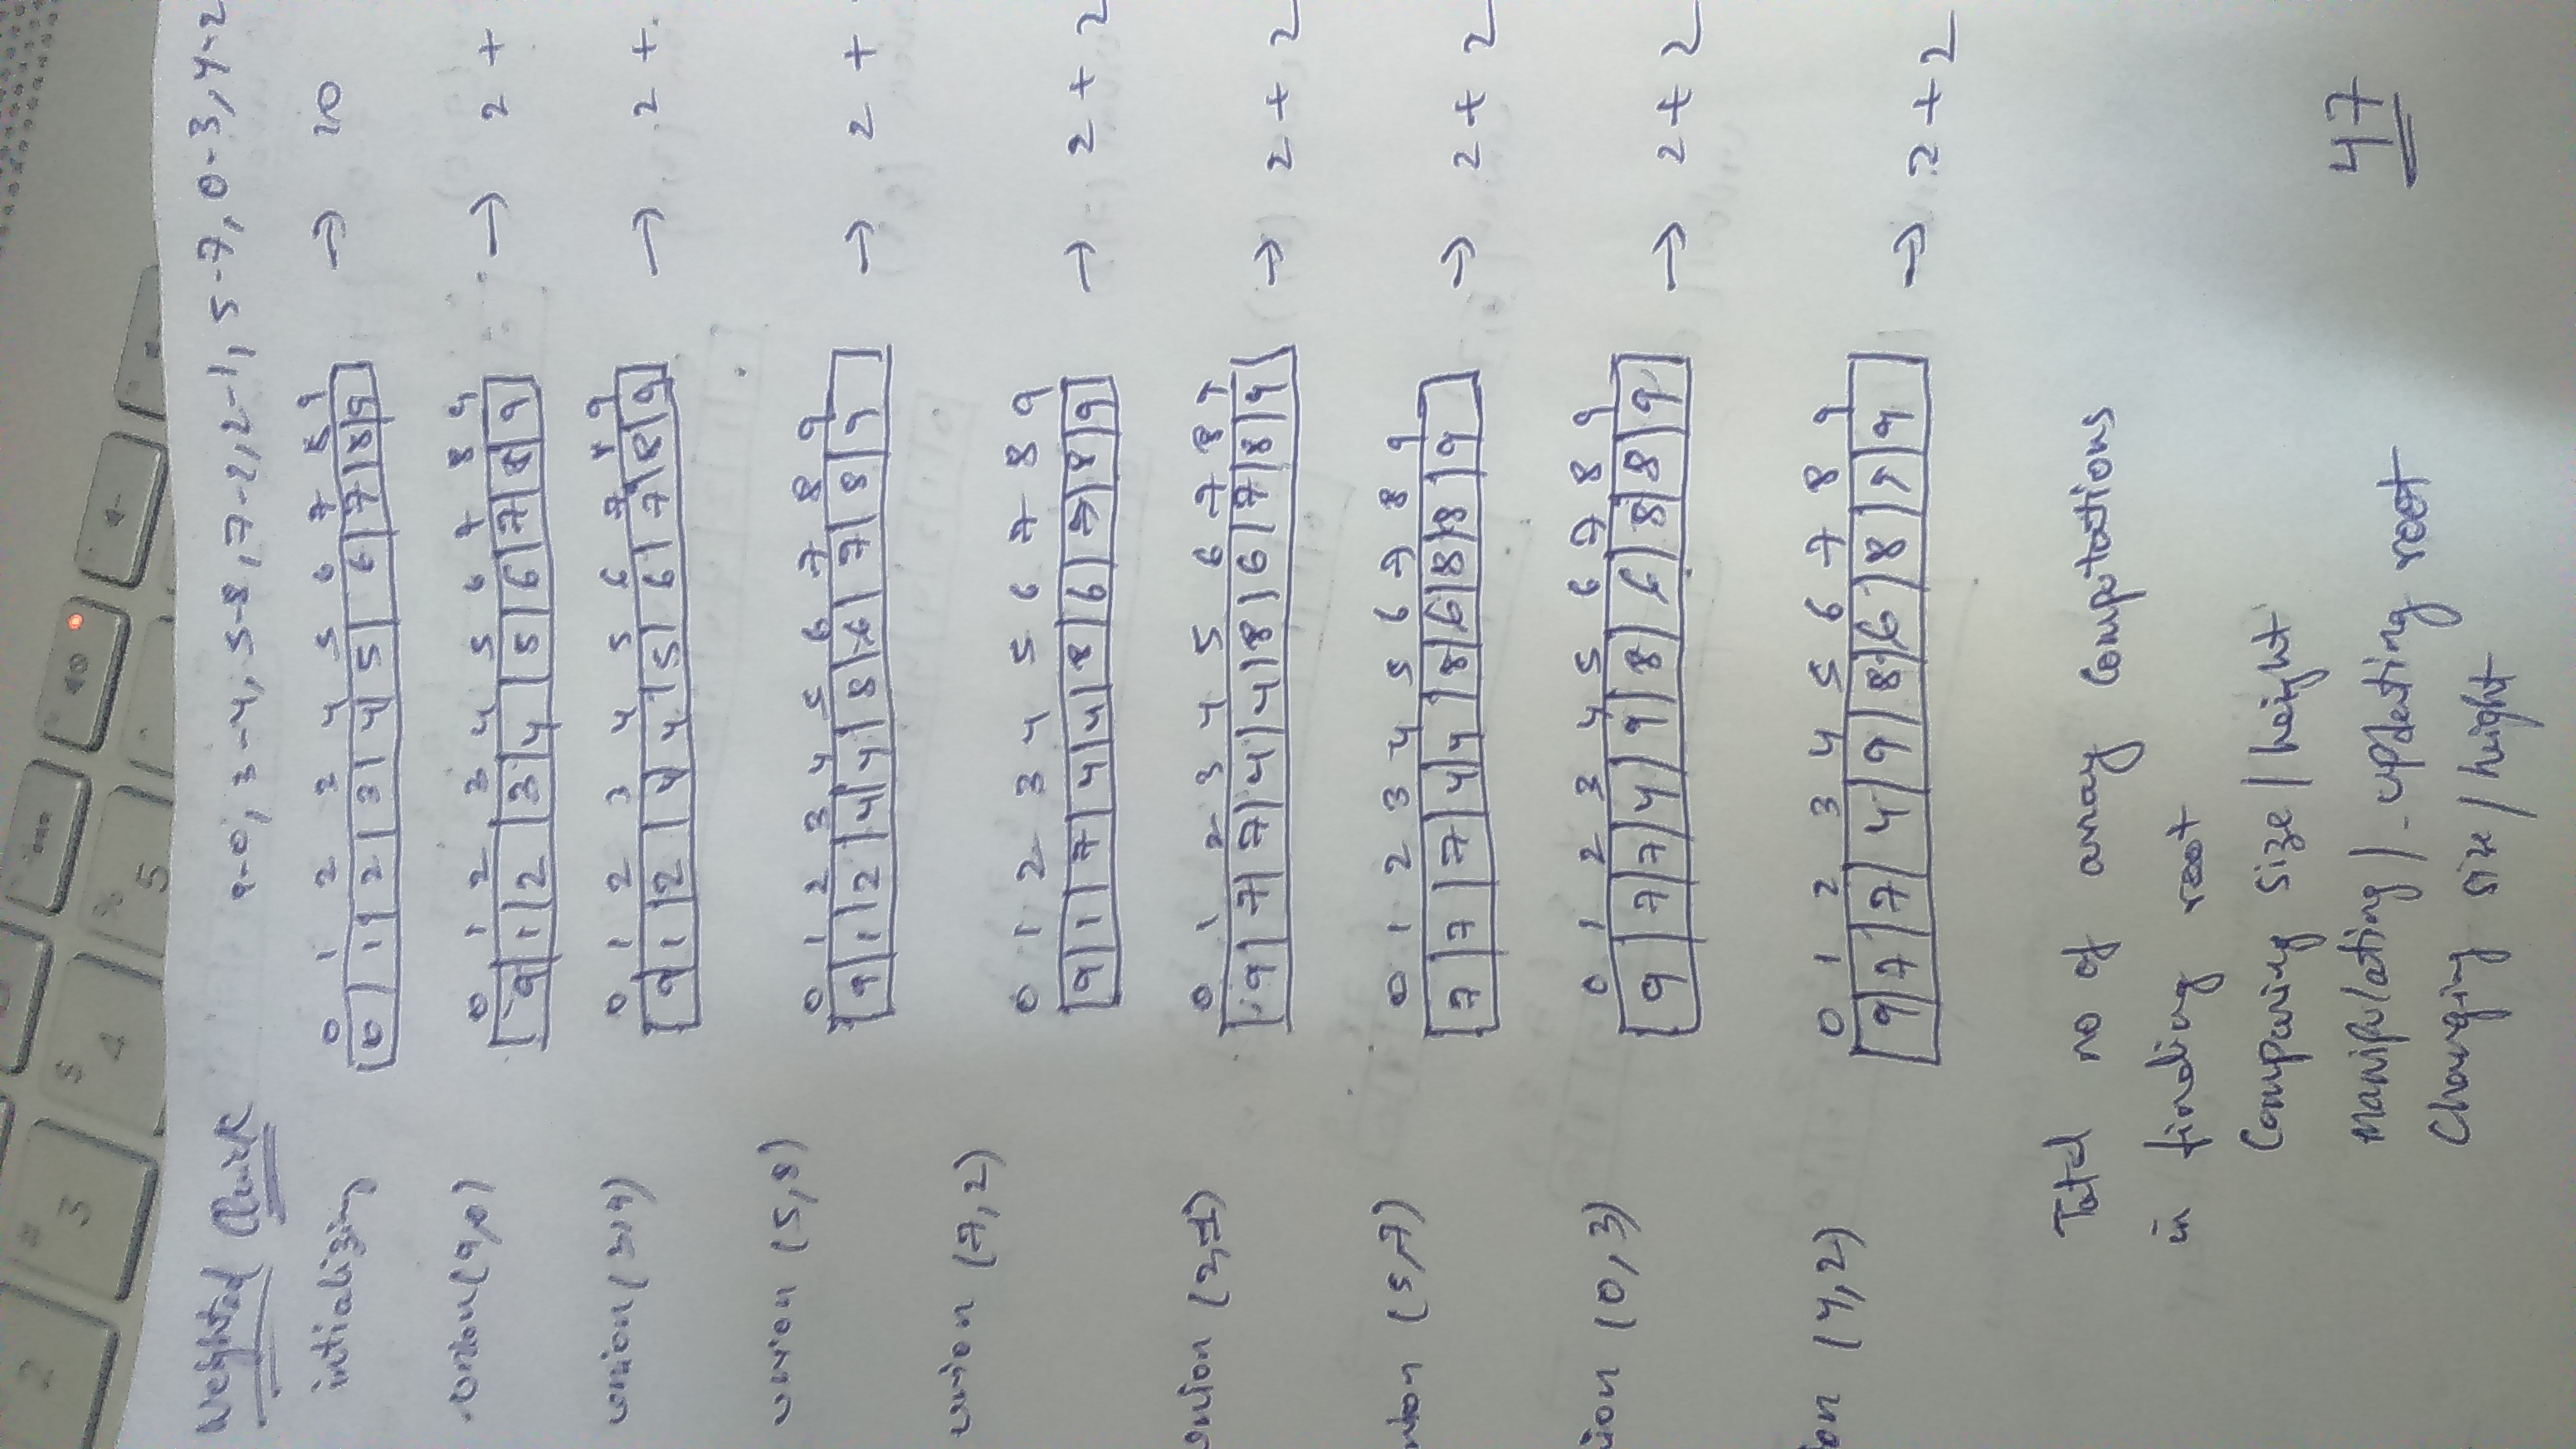 2 3 $ 4 % 5
Weighted Quick 9-0, 3-4, 5-8, 7-2, 2-1, 5-7, 0-3, 4-2
intializing 0 1 2 3 4 5 6 7 8 9
0 1 2 3 4 5 6 7 8 9 → 10
union(9,0) 0 1 2 3 4 5 6 7 8 9
9 1 2 3 4 5 6 7 8 9 → 2 +
union(3,4) 0 1 2 3 4 5 6 7 8 9
9 1 2 4 4 5 6 7 8 9 → 2 +
union (5,8) 0 1 2 3 4 5 6 7 8 9
9 1 2 4 4 8 6 7 8 9 → 2 +
union (7,2)
0 1 2 3 4 5 6 7 8 9
9 1 7 4 4 8 6 7 8 9 → 2 + 2
union (2,1) 0 1 2 3 4 5 6 7 8 9
9 7 7 4 4 8 6 7 8 9 → 2 + 2
nion (5,7) 0 1 2 3 4 5 6 7 8 9
7 7 7 4 4 8 6 8 8 9 → 2 + 2
ion (0,3) 0 1 2 3 4 5 6 7 8 9
9 7 7 4 9 8 6 8 8 9 → 2 + 2
on (4,2) 0 1 2 3 4 5 6 7 8 9
9 7 7 4 9 8 6 8 9 9 → 2 + 2
Total no of array Computations
in finding root
Comparing size / height
Manipulating / updating root 47
Changing size / height